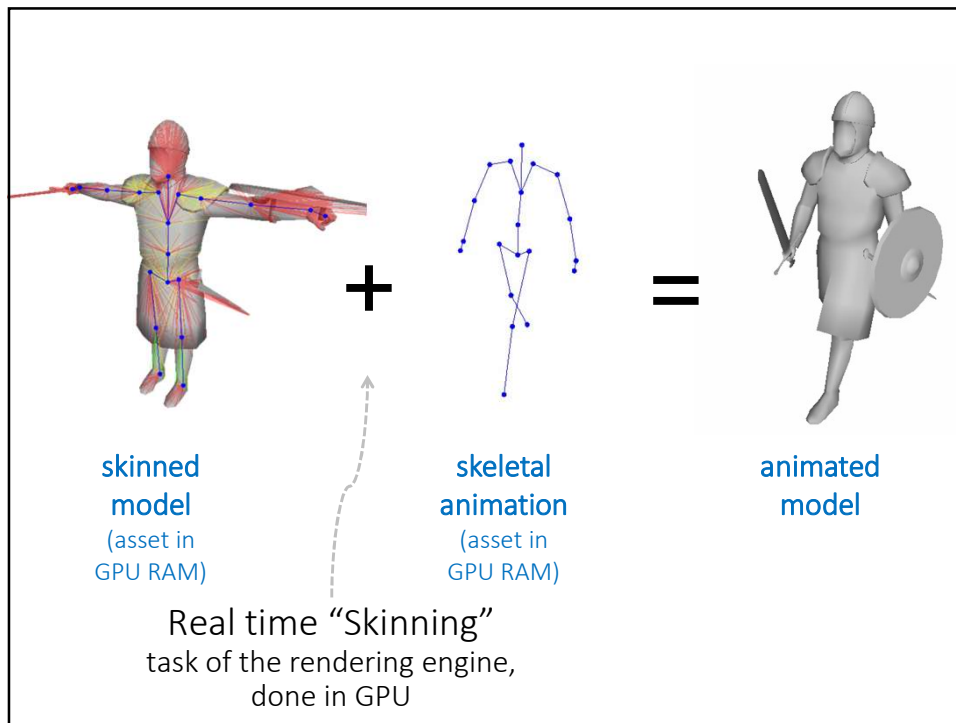 +
=
skinned
model
(asset in
GPU RAM)
skeletal
animation
(asset in
GPU RAM)
animated
model
Real time “Skinning”
task of the rendering engine,
done in GPU